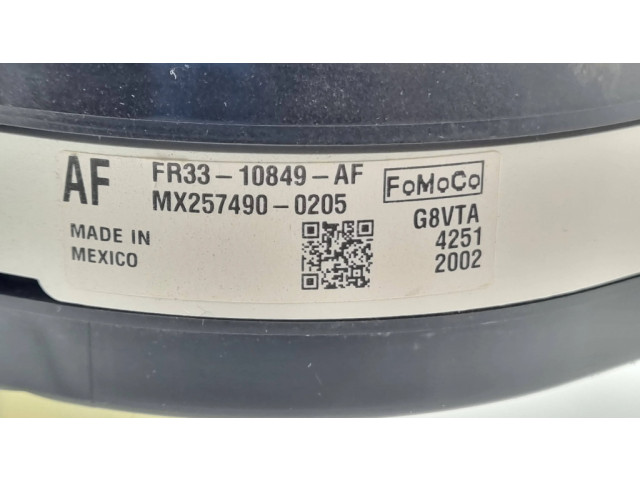 AF
FR33-10849-AF
MX257490-0205
FoMoCo
G8VTA
4251
2002
MADE IN
MEXICO